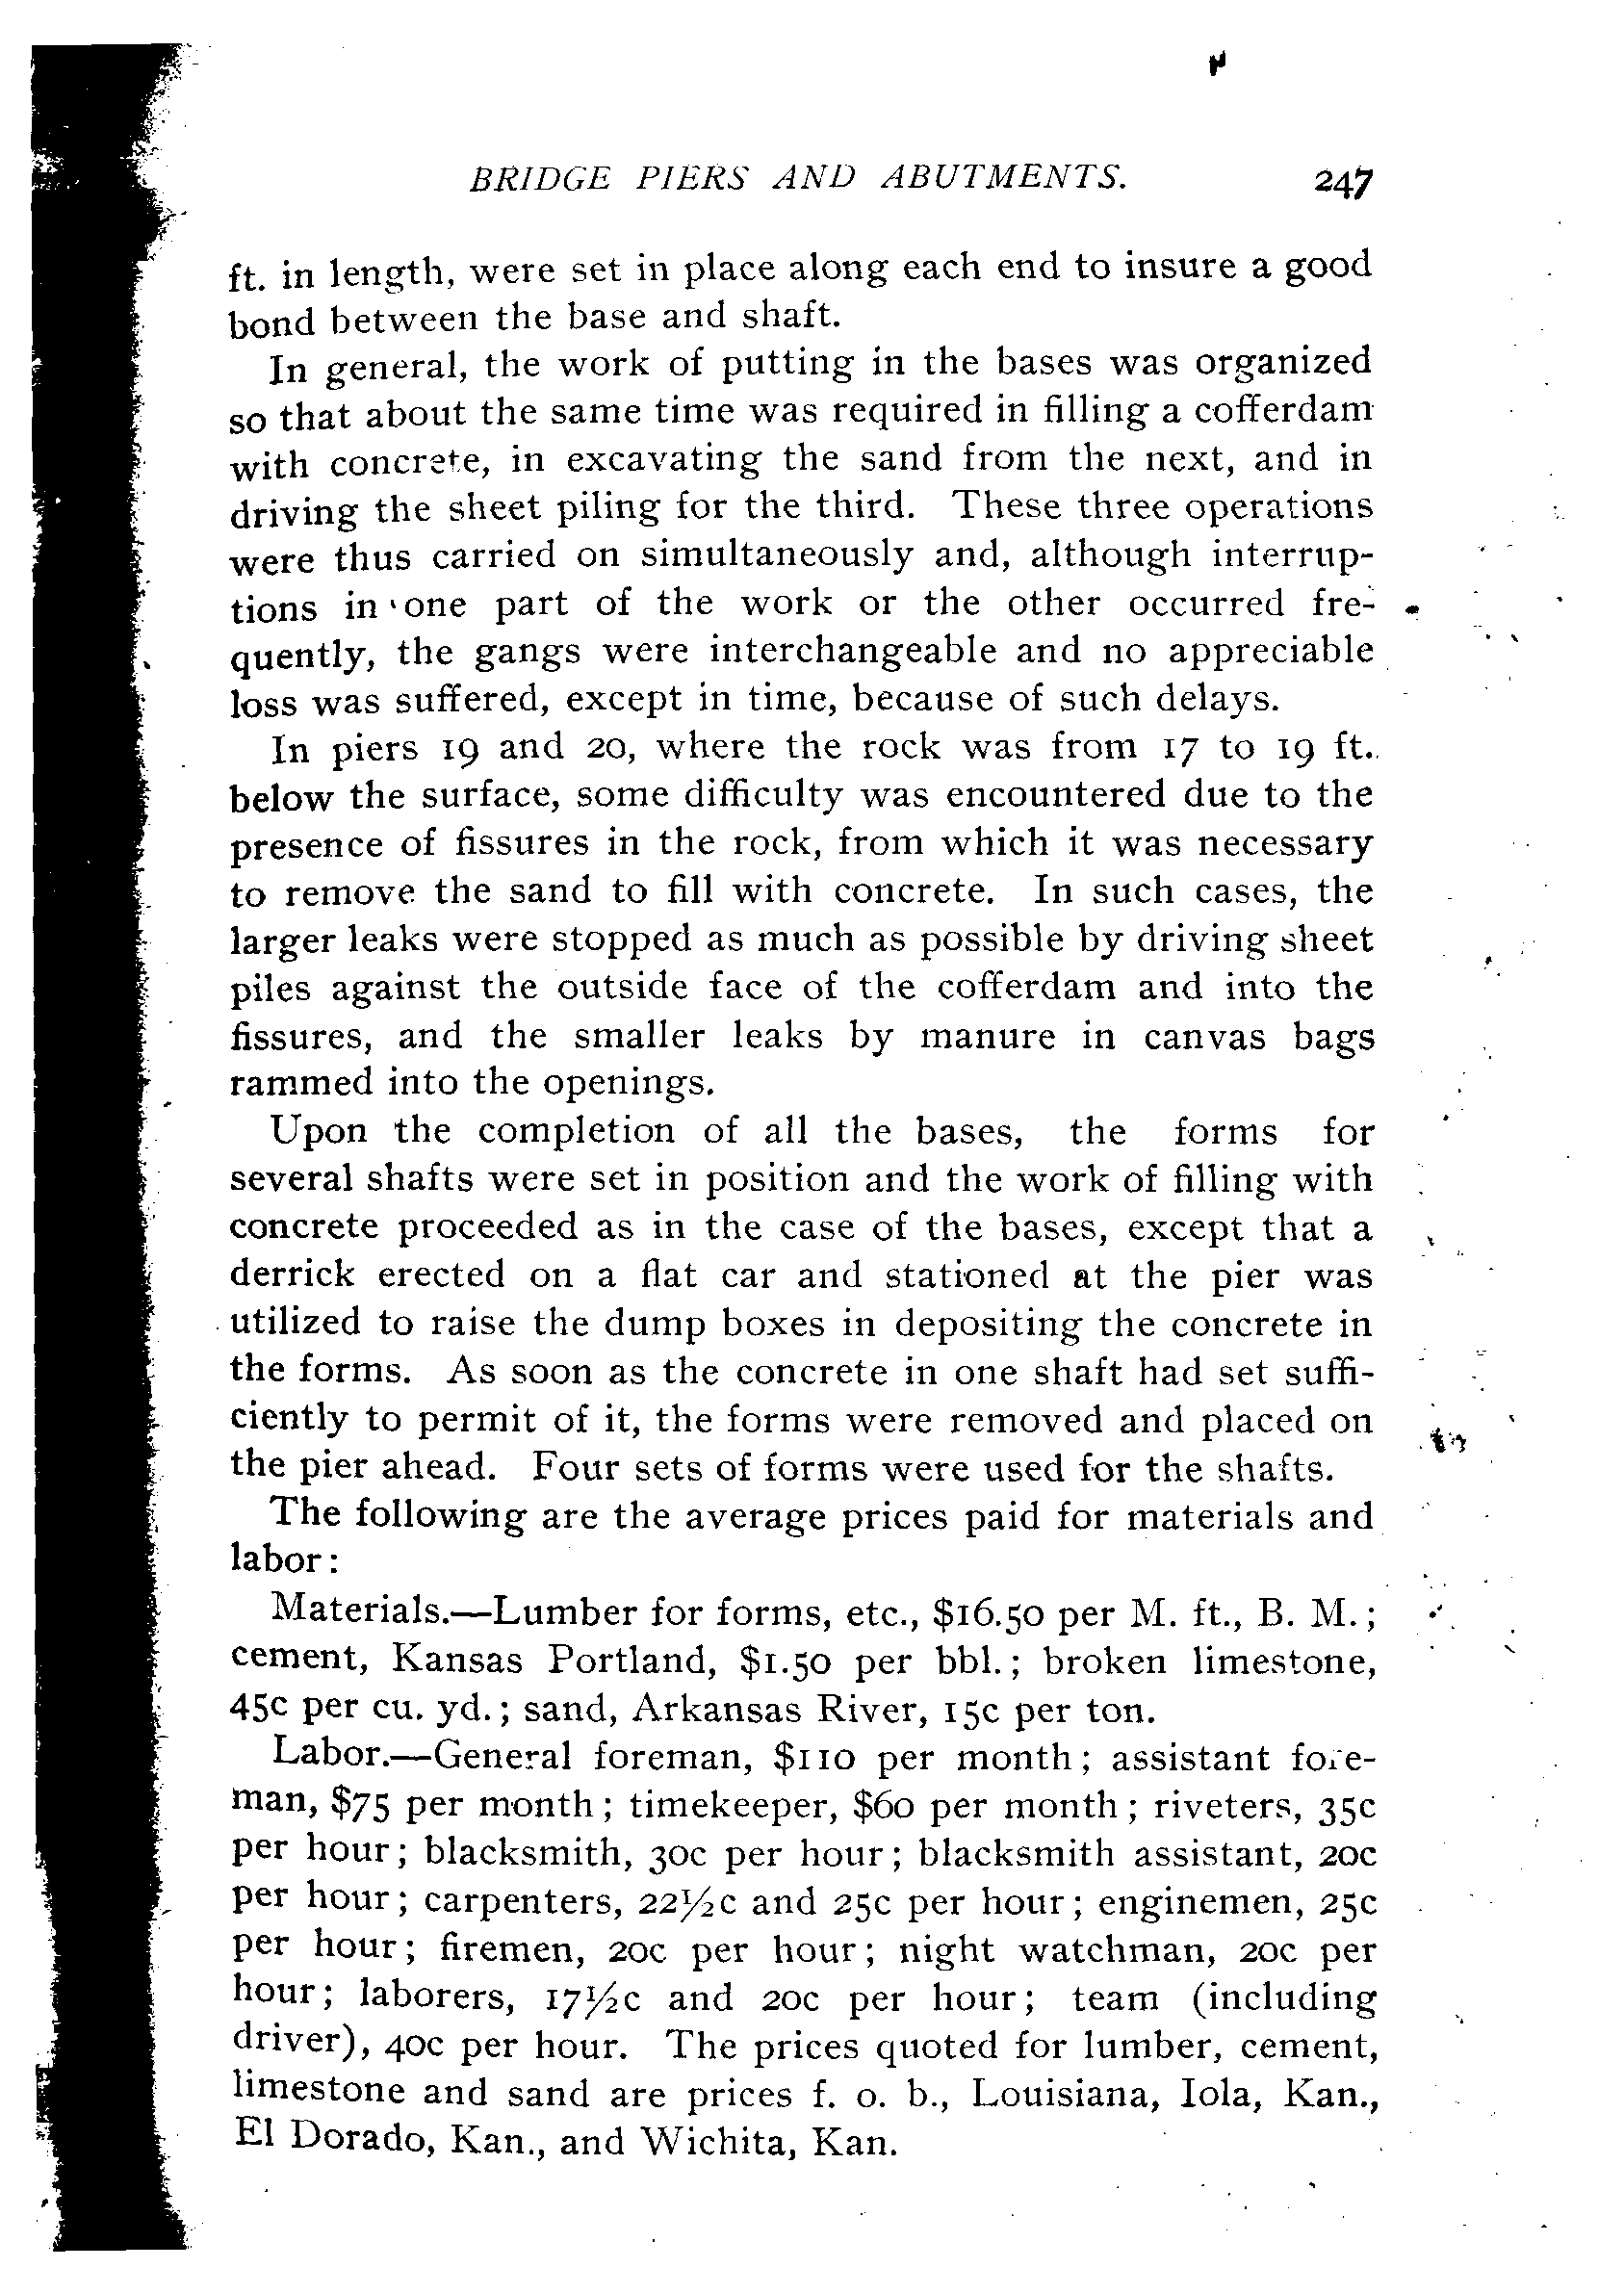 BRIDGE PIERS AND ABUTMENTS. 247
ft. in length, were set in place along each end to insure a good
bond between the base and shaft.
In general, the work of putting in the bases was organized
so that about the same time was required in filling a cofferdam
with concrete, in excavating the sand from the next, and in
driving the sheet piling for the third. These three operations
were thus carried on simultaneously and, although interrup-
tions in one part of the work or the other occurred fre-
quently, the gangs were interchangeable and no appreciable
loss was suffered, except in time, because of such delays.
In piers 19 and 20, where the rock was from 17 to 19 ft.
below the surface, some difficulty was encountered due to the
presence of fissures in the rock, from which it was necessary
to remove the sand to fill with concrete. In such cases, the
larger leaks were stopped as much as possible by driving sheet
piles against the outside face of the cofferdam and into the
fissures, and the smaller leaks by manure in canvas bags
rammed into the openings.
Upon the completion of all the bases, the forms for
several shafts were set in position and the work of filling with
concrete proceeded as in the case of the bases, except that a
derrick erected on a flat car and stationed at the pier was
utilized to raise the dump boxes in depositing the concrete in
the forms. As soon as the concrete in one shaft had set suffi-
ciently to permit of it, the forms were removed and placed on
the pier ahead. Four sets of forms were used for the shafts.
The following are the average prices paid for materials and
labor:
Materials.—Lumber for forms, etc., $16.50 per M. ft., B. M.;
cement, Kansas Portland, $1.50 per bbl.; broken limestone,
45c per cu. yd.; sand, Arkansas River, 15c per ton.
Labor.—General foreman, $110 per month; assistant fore-
man, $75 per month; timekeeper, $60 per month; riveters, 35c
per hour; blacksmith, 30c per hour; blacksmith assistant, 20c
per hour; carpenters, 22½c and 25c per hour; enginemen, 25c
per hour; firemen, 20c per hour; night watchman, 20c per
hour; laborers, 17½c and 20c per hour; team (including
driver), 40c per hour. The prices quoted for lumber, cement,
limestone and sand are prices f. o. b., Louisiana, Iola, Kan.,
El Dorado, Kan., and Wichita, Kan.